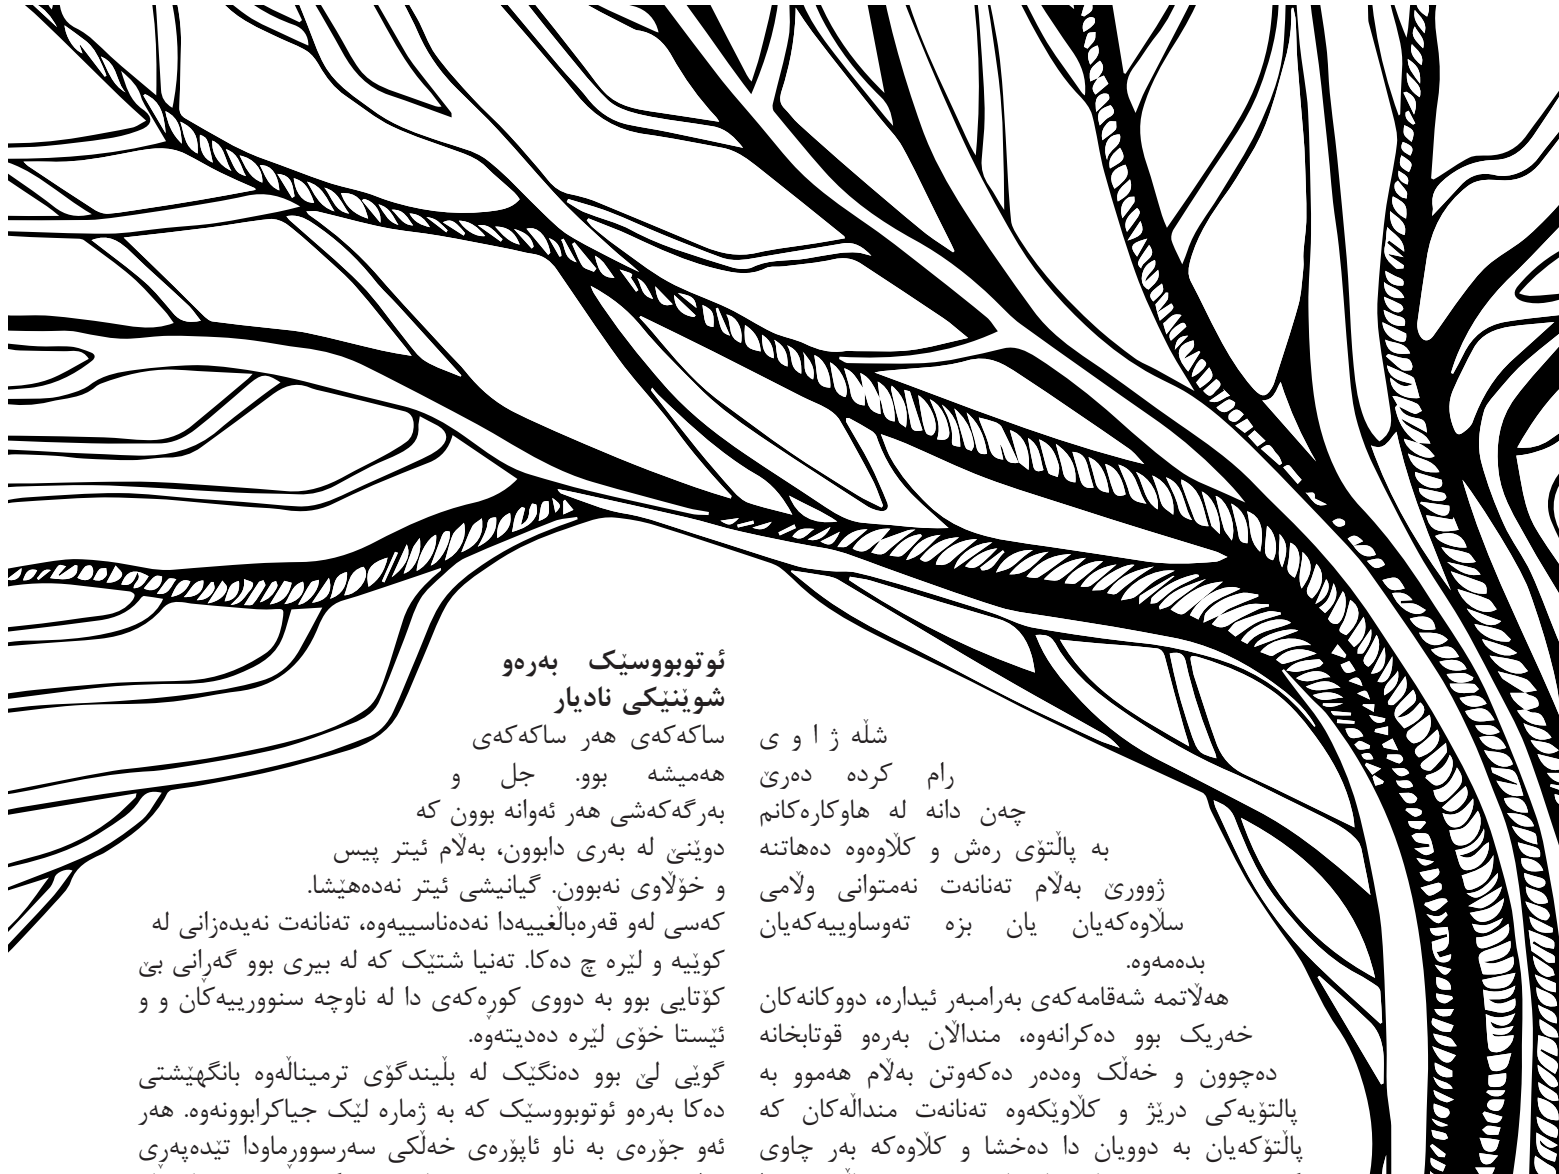 شڵە ژ ا و ی
رام کردە دەرێ
چەن دانە لە هاوکارەکانم
بە پاڵتۆی رەش و کڵاوەوە دەهاتنە
ژوورێ بەڵام تەنانەت نەمتوانی وڵامی
سڵاوەکەیان یان بزە تەوساوییەکەیان
بدەمەوە.
هەڵاتمە شەقامەکەی بەرامبەر ئیدارە، دووکانەکان
خەریک بوو دەکرانەوە، منداڵان بەرەو قوتابخانە
دەچوون و خەڵک وەدەر دەکەوتن بەڵام هەموو بە
پالتۆیەکی درێژ و کڵاوێکەوە تەنانەت منداڵەکان کە
پاڵتۆکەیان بە دوویان دا دەخشا و کڵاوەکە بەر چاوی
ئوتوبووسێک بەرەو
شوێنێکی نادیار
ساکەکەی هەر ساکەکەی
هەمیشە بوو. جل و
بەرگەکەشی هەر ئەوانە بوون کە
دوێنێ لە بەری دابوون، بەڵام ئیتر پیس
و خۆڵاوی نەبوون. گیانیشی ئیتر نەدەهێشا.
کەسی لەو قەرەباڵغییەدا نەدەناسییەوە، تەنانەت نەیدەزانی لە
کوێیە و لێرە چ دەکا. تەنیا شتێک کە لە بیری بوو گەڕانی بێ
کۆتایی بوو بە دووی کوڕەکەی دا لە ناوچە سنوورییەکان و و
ئێستا خۆی لێرە دەدیتەوە.
گوێی لێ بوو دەنگێک لە بڵیندگۆی ترمیناڵەوە بانگهێشتی
دەکا بەرەو ئوتوبووسێک کە بە ژمارە لێک جیاکرابوونەوە. هەر
ئەو جۆرەی بە ناو ئاپۆرەی خەڵکی سەرسووڕماودا تێدەپەڕی